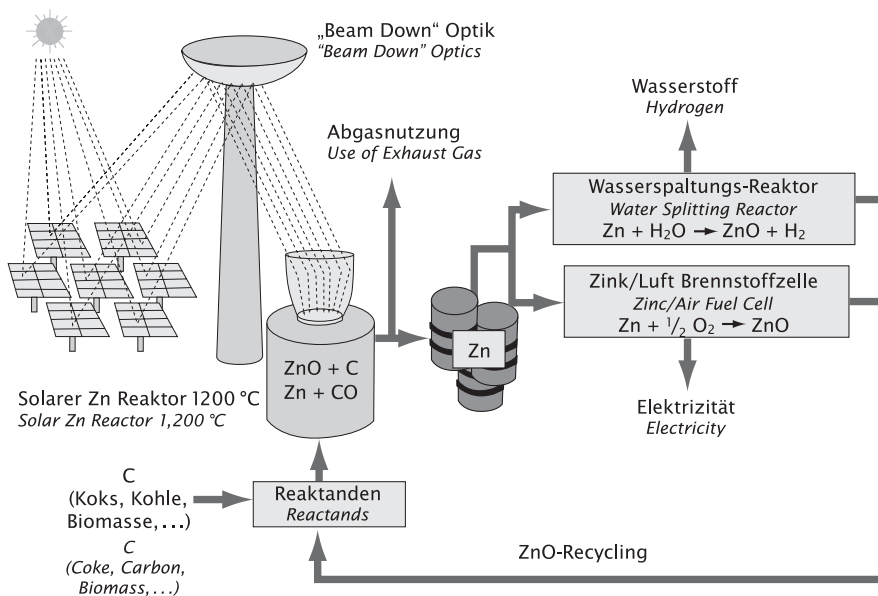 „Beam Down“ Optik
“Beam Down” Optics
Abgasnutzung
Use of Exhaust Gas
Wasserstoff
Hydrogen
Wasserspaltungs-Reaktor
Water Splitting Reactor
Zn + H₂O → ZnO + H₂
Zink/Luft Brennstoffzelle
Zinc/Air Fuel Cell
Zn + ½ O₂ → ZnO
Zn
ZnO + C
Zn + CO
Solarer Zn Reaktor 1200 °C
Solar Zn Reactor 1,200 °C
Elektrizität
Electricity
C
(Koks, Kohle,
Biomasse,...)
C
(Coke, Carbon,
Biomass,...)
Reaktanden
Reactands
ZnO-Recycling